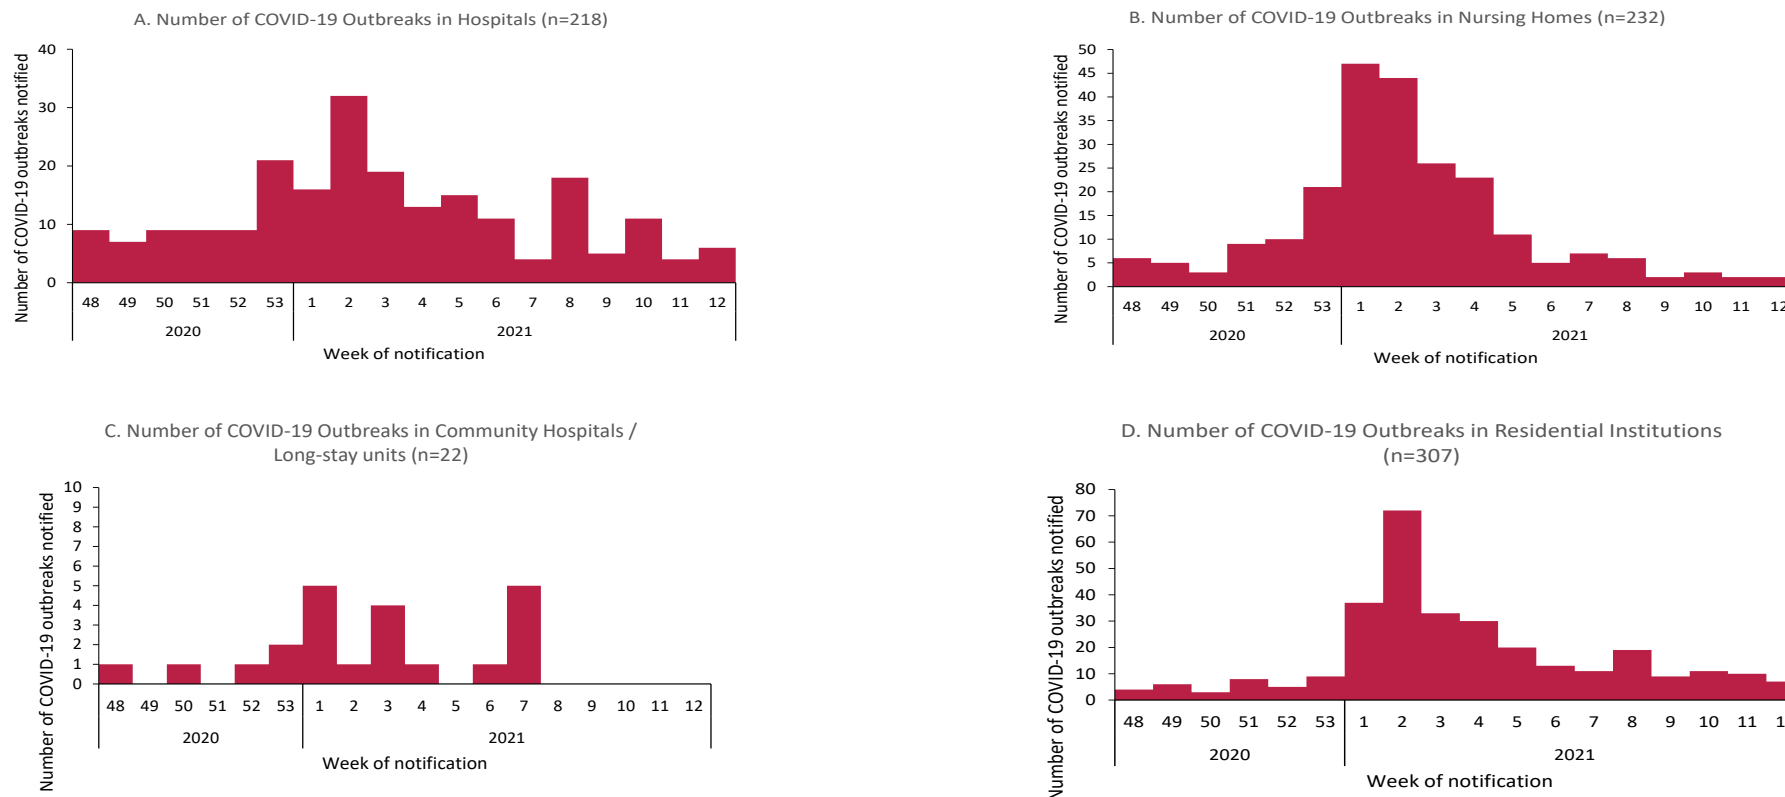 A. Number of COVID-19 Outbreaks in Hospitals (n=218)
Number of COVID-19 outbreaks notified
40
30
20
10
0
48 49 50 51 52 53 1 2 3 4 5 6 7 8 9 10 11 12
2020 2021
Week of notification
B. Number of COVID-19 Outbreaks in Nursing Homes (n=232)
Number of COVID-19 outbreaks notified
50
45
40
35
30
25
20
15
10
5
0
48 49 50 51 52 53 1 2 3 4 5 6 7 8 9 10 11 12
2020 2021
Week of notification
C. Number of COVID-19 Outbreaks in Community Hospitals /
Long-stay units (n=22)
Number of COVID-19 outbreaks notified
10
9
8
7
6
5
4
3
2
1
0
48 49 50 51 52 53 1 2 3 4 5 6 7 8 9 10 11 12
2020 2021
Week of notification
D. Number of COVID-19 Outbreaks in Residential Institutions
(n=307)
Number of COVID-19 outbreaks notified
80
70
60
50
40
30
20
10
0
48 49 50 51 52 53 1 2 3 4 5 6 7 8 9 10 11 1
2020 2021
Week of notification